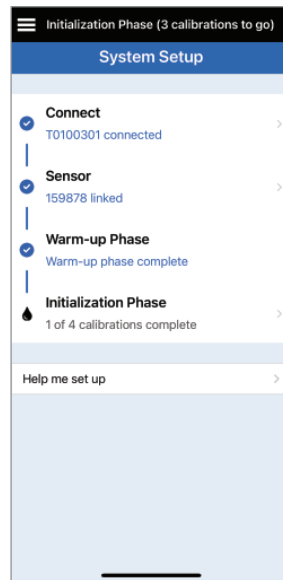 Initialization Phase (3 calibrations to go)
System Setup
Connect
T0100301 connected
Sensor
159878 linked
Warm-up Phase
Warm-up phase complete
Initialization Phase
1 of 4 calibrations complete
Help me set up